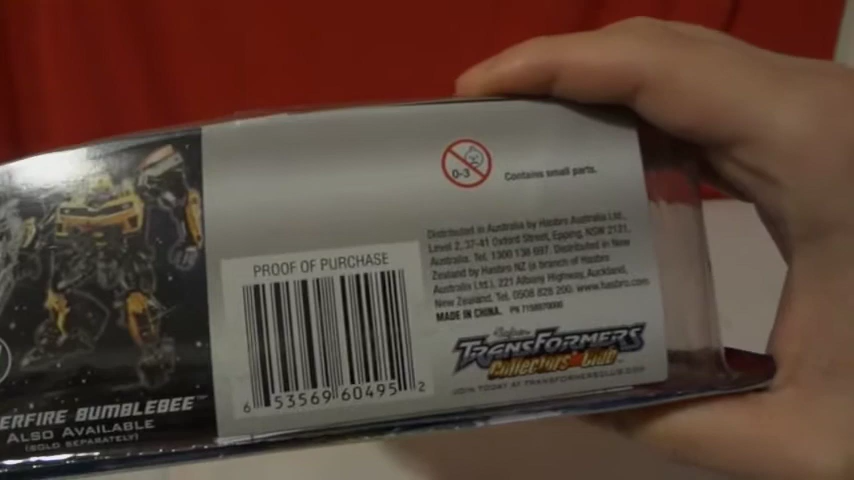 0-3
Contains small parts.
Distributed in Australia by Hasbro Australia Ltd.,
Level 2, 37-41 Oxford Street, Epping, NSW 2121,
Australia. Tel. 1300 138 697. Distributed in New
Zealand by Hasbro NZ (a branch of Hasbro
Australia Ltd.), 221 Albany Highway, Auckland,
New Zealand. Tel. 0508 828 200. www.hasbro.com
MADE IN CHINA.
PROOF OF PURCHASE
6 53569 60495 2
TRANSFORMERS
Collectors Club
JOIN TODAY AT TRANSFORMERSCLUB.COM
ERFIRE BUMBLEBEE™
ALSO AVAILABLE
(SOLD SEPARATELY)